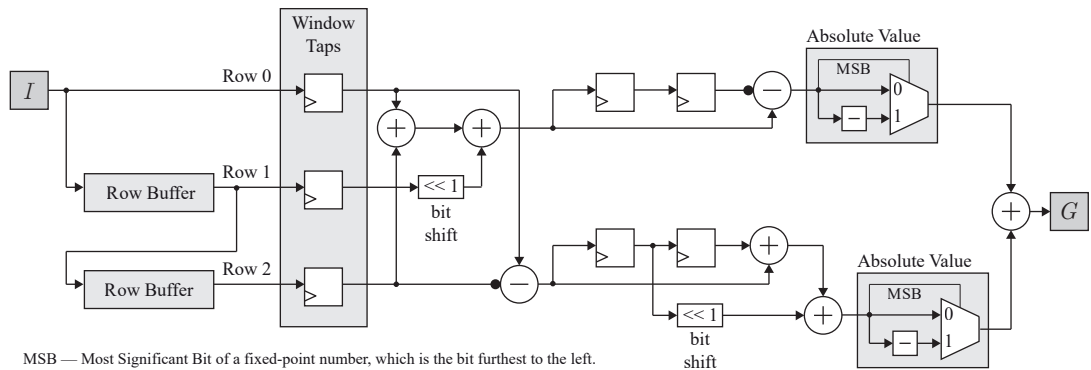 Window
Taps
Absolute Value
I
Row 0
MSB
0
1
−
−
+
+
Row 1
Row Buffer
<< 1
bit
shift
+
G
Row 2
Row Buffer
−
+
Absolute Value
MSB
0
1
−
<< 1
bit
shift
+
MSB — Most Significant Bit of a fixed-point number, which is the bit furthest to the left.